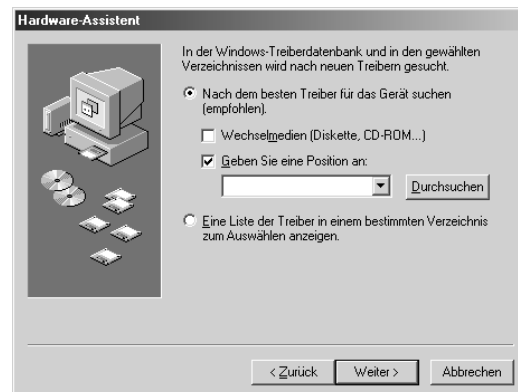 Hardware-Assistent
In der Windows-Treiberdatenbank und in den gewählten
Verzeichnissen wird nach neuen Treibern gesucht.
Nach dem besten Treiber für das Gerät suchen
(empfohlen).
Wechselmedien (Diskette, CD-ROM...)
Geben Sie eine Position an:
Durchsuchen
Eine Liste der Treiber in einem bestimmten Verzeichnis
zum Auswählen anzeigen.
< Zurück
Weiter >
Abbrechen